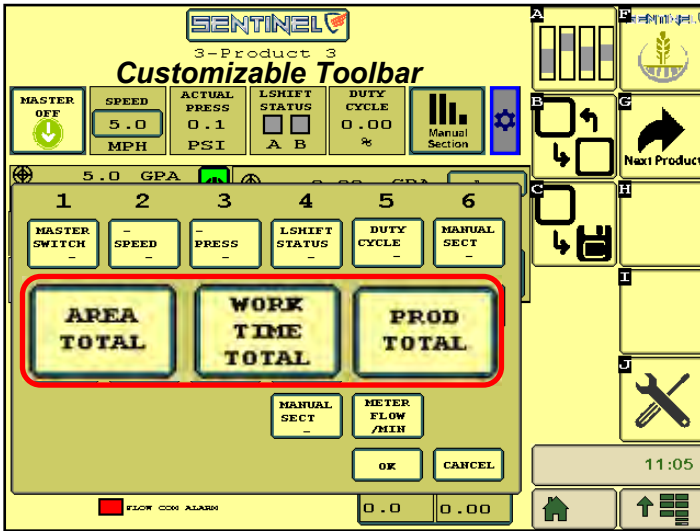 SENTINEL
3-Product 3
Customizable Toolbar
MASTER
OFF
SPEED
5.0
MPH
ACTUAL
PRESS
0.1
PSI
LSHIFT
STATUS
A B
DUTY
CYCLE
0.00
%
Manual
Section
5.0 GPA
1 2 3 4 5 6
MASTER
SWITCH
-
-
SPEED
-
-
PRESS
-
LSHIFT
STATUS
-
DUTY
CYCLE
-
MANUAL
SECT
-
AREA
TOTAL
WORK
TIME
TOTAL
PROD
TOTAL
MANUAL
SECT
-
METER
FLOW
/MIN
OK
CANCEL
FLOW COM ALARM
0.0
0.00
A
B
C
F
SENTINEL
G
Next Product
H
I
J
11:05